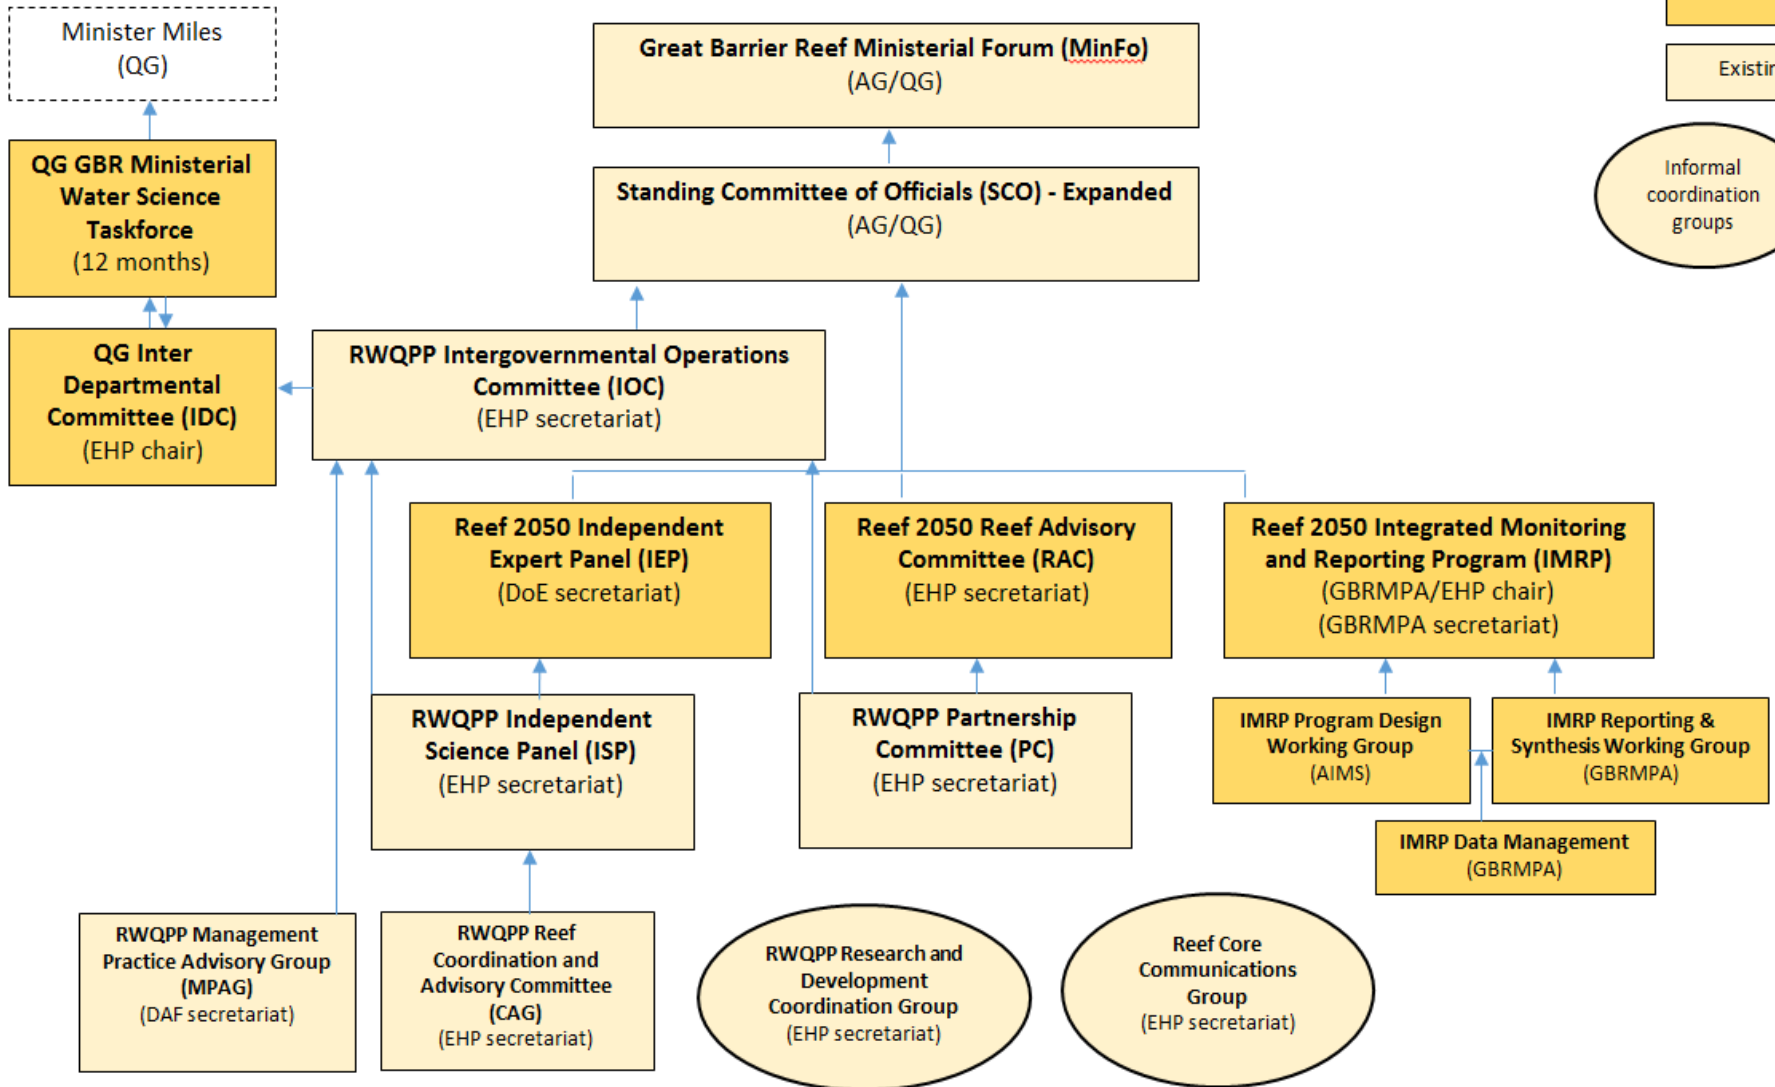 Minister Miles
(QG)
Great Barrier Reef Ministerial Forum (MinFo)
(AG/QG)
Informal
coordination
groups
QG GBR Ministerial
Water Science
Taskforce
(12 months)
Standing Committee of Officials (SCO) - Expanded
(AG/QG)
QG Inter
Departmental
Committee (IDC)
(EHP chair)
RWQPP Intergovernmental Operations
Committee (IOC)
(EHP secretariat)
Reef 2050 Independent
Expert Panel (IEP)
(DoE secretariat)
Reef 2050 Reef Advisory
Committee (RAC)
(EHP secretariat)
Reef 2050 Integrated Monitoring
and Reporting Program (IMRP)
(GBRMPA/EHP chair)
(GBRMPA secretariat)
RWQPP Independent
Science Panel (ISP)
(EHP secretariat)
RWQPP Partnership
Committee (PC)
(EHP secretariat)
IMRP Program Design
Working Group
(AIMS)
IMRP Reporting &
Synthesis Working Group
(GBRMPA)
IMRP Data Management
(GBRMPA)
RWQPP Management
Practice Advisory Group
(MPAG)
(DAF secretariat)
RWQPP Reef
Coordination and
Advisory Committee
(CAG)
(EHP secretariat)
RWQPP Research and
Development
Coordination Group
(EHP secretariat)
Reef Core
Communications
Group
(EHP secretariat)